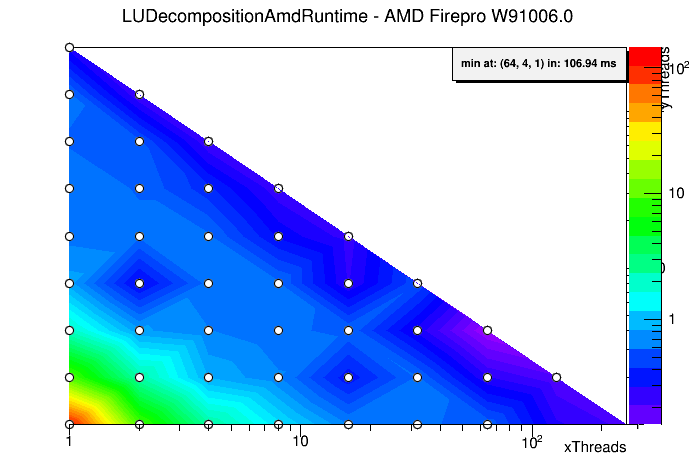 LUDecompositionAmdRuntime - AMD Firepro W91006.0
min at: (64, 4, 1) in: 106.94 ms
yThreads
10²
10
1
1
10
10²
xThreads